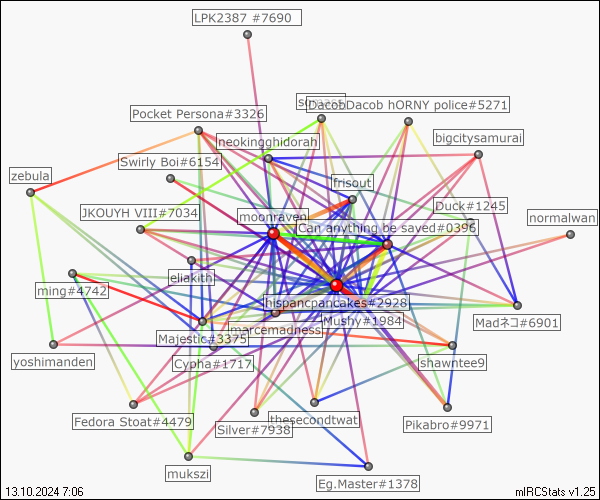 LPK2387 #7690
DacobDacob hORNY police#5271
Pocket Persona#3326
neokingghidorah
bigcitysamurai
Swirly Boi#6154
zebula
frisout
JKOUYH VIII#7034
moonraven
Duck#1245
normalwan
Can anything be saved#0396
eliakith
ming#4742
hispancpancakes#2928
Mushy#1984
Madネコ#6901
marcemadness
Majestic#3375
yoshimanden
Cypha#1717
shawntee9
Fedora Stoat#4479
Silver#7938
thesecondtwat
Pikabro#9971
mukszi
Eg.Master#1378
13.10.2024 7:06
mIRCStats v1.25